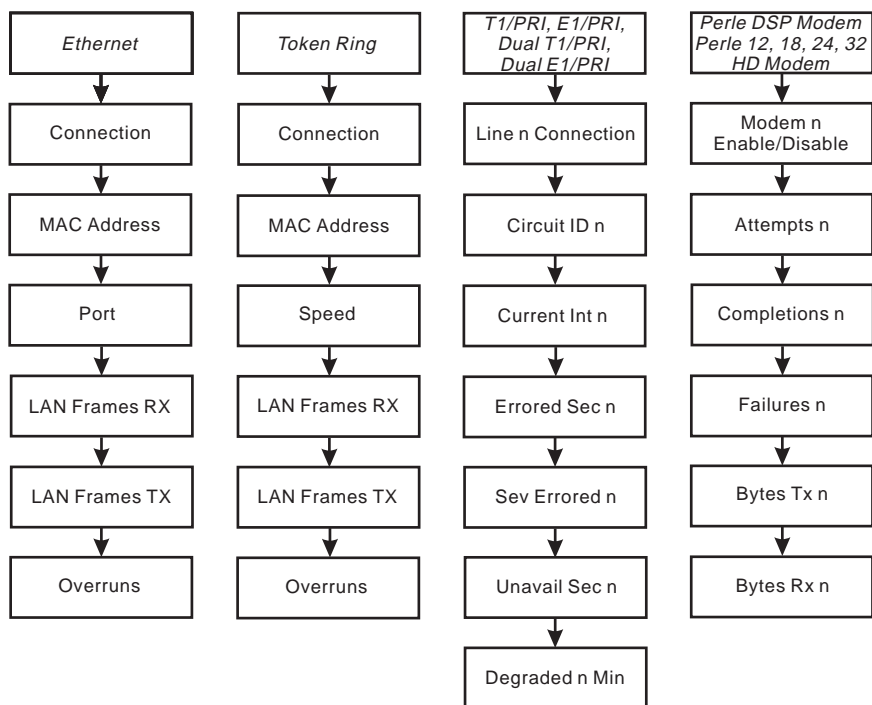 Ethernet
Connection
MAC Address
Port
LAN Frames RX
LAN Frames TX
Overruns
Token Ring
Connection
MAC Address
Speed
LAN Frames RX
LAN Frames TX
Overruns
T1/PRI, E1/PRI,
Dual T1/PRI,
Dual E1/PRI
Line n Connection
Circuit ID n
Current Int n
Errored Sec n
Sev Errored n
Unavail Sec n
Degraded n Min
Perle DSP Modem
Perle 12, 18, 24, 32
HD Modem
Modem n
Enable/Disable
Attempts n
Completions n
Failures n
Bytes Tx n
Bytes Rx n